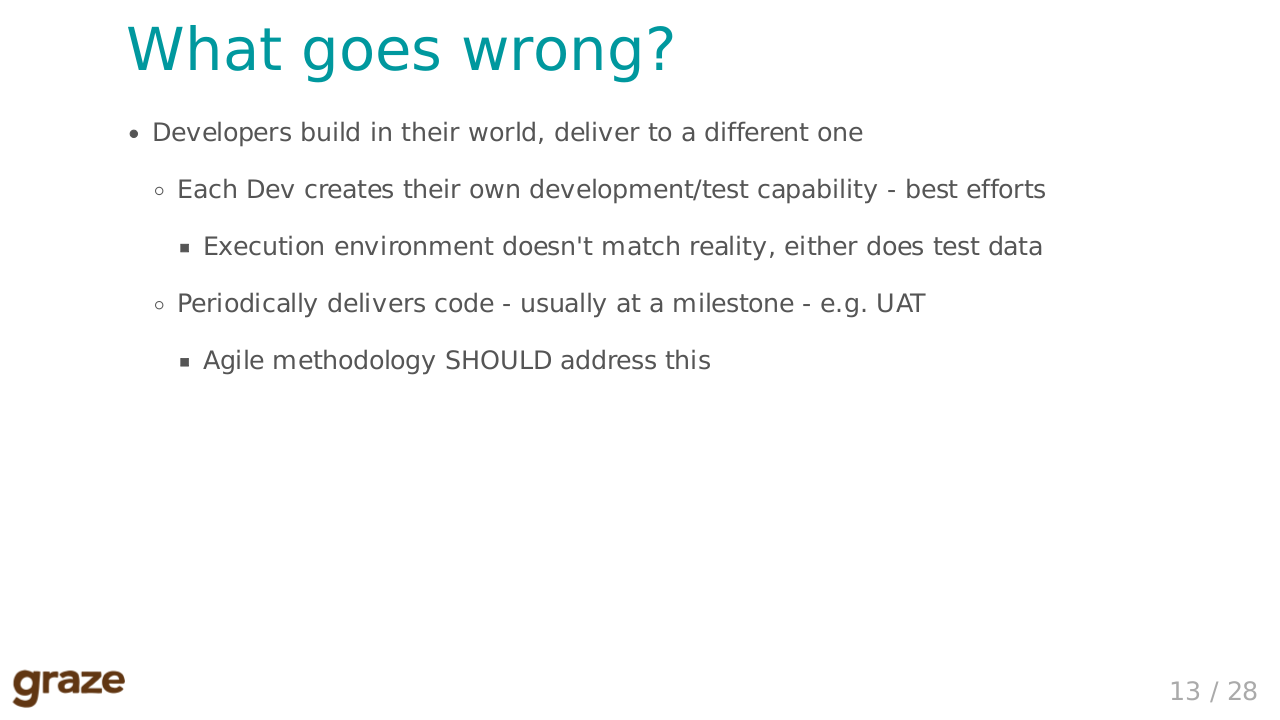 What goes wrong?
• Developers build in their world, deliver to a different one
◦ Each Dev creates their own development/test capability - best efforts
▪ Execution environment doesn't match reality, either does test data
◦ Periodically delivers code - usually at a milestone - e.g. UAT
▪ Agile methodology SHOULD address this
graze
13 / 28